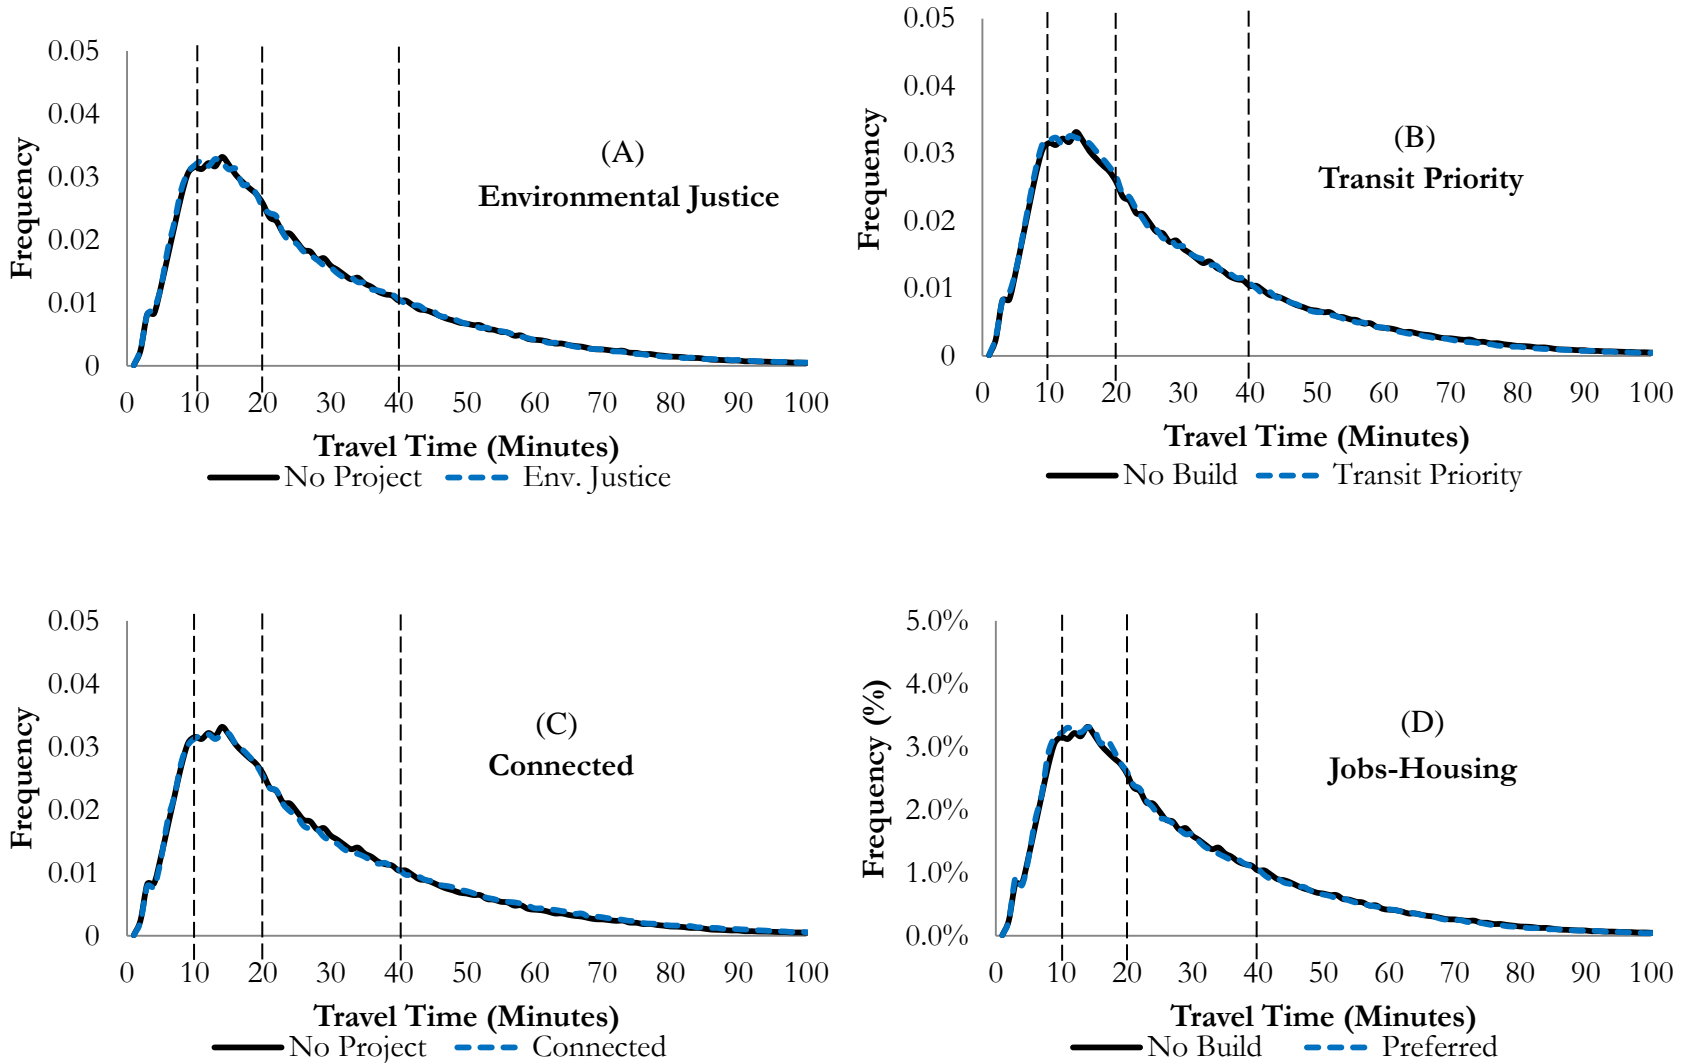 0.05
0.04
0.03
0.02
0.01
0
Frequency
(A)
Environmental Justice
0 10 20 30 40 50 60 70 80 90 100
Travel Time (Minutes)
No Project Env. Justice
0.05
0.04
0.03
0.02
0.01
0
Frequency
(B)
Transit Priority
0 10 20 30 40 50 60 70 80 90 100
Travel Time (Minutes)
No Build Transit Priority
0.05
0.04
0.03
0.02
0.01
0
Frequency
(C)
Connected
0 10 20 30 40 50 60 70 80 90 100
Travel Time (Minutes)
No Project Connected
5.0%
4.0%
3.0%
2.0%
1.0%
0.0%
Frequency (%)
(D)
Jobs-Housing
0 10 20 30 40 50 60 70 80 90 100
Travel Time (Minutes)
No Build Preferred